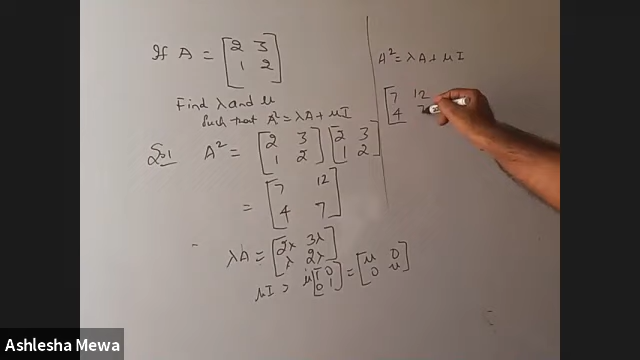 If A = [2 3
1 2]
Find λ and μ
Such that A² = λA + μI
Sol A² = [2 3 [2 3
1 2] 1 2]
= [7 12
4 7]
λA = [2λ 3λ
λ 2λ]
μI > μ[1 0 = [μ 0
0 1] 0 μ]
A² = λA + μI
[7 12
4 7
Ashlesha Mewa